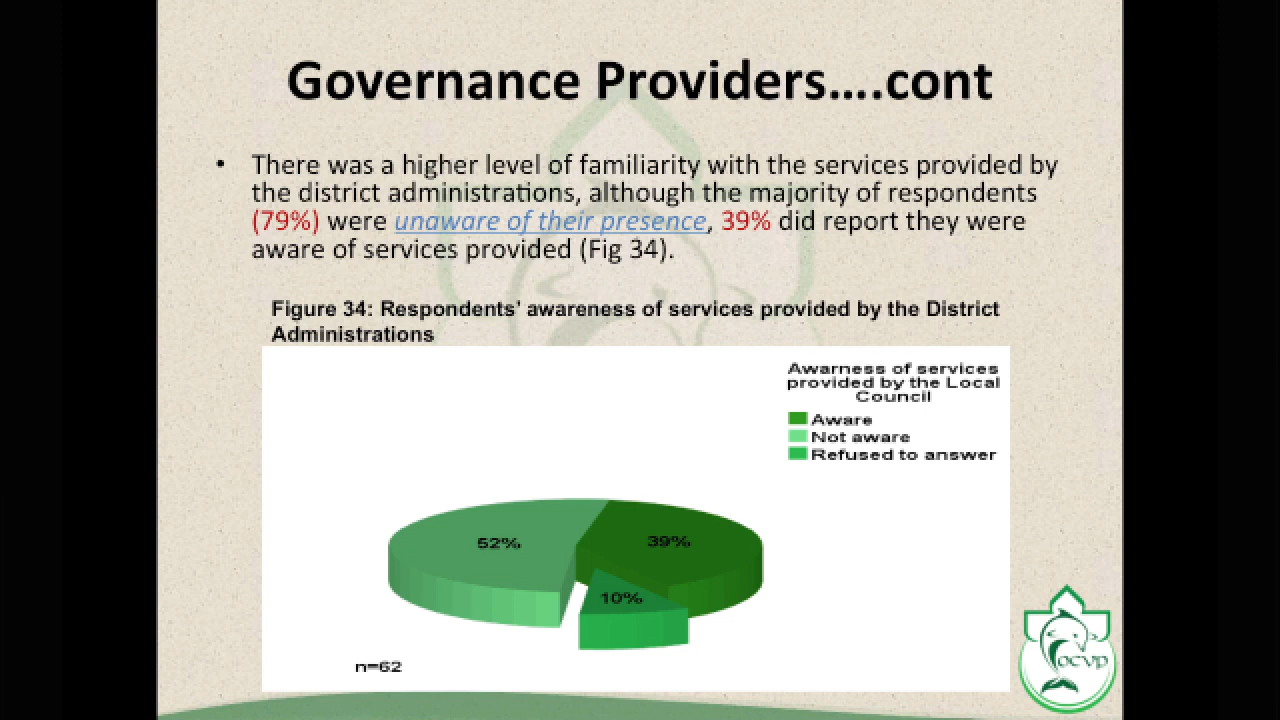 Governance Providers....cont
• There was a higher level of familiarity with the services provided by
the district administrations, although the majority of respondents
(79%) were unaware of their presence, 39% did report they were
aware of services provided (Fig 34).
Figure 34: Respondents' awareness of services provided by the District
Administrations
Awarness of services
provided by the Local
Council
Aware
Not aware
Refused to answer
52%
39%
10%
n=62
OCVP